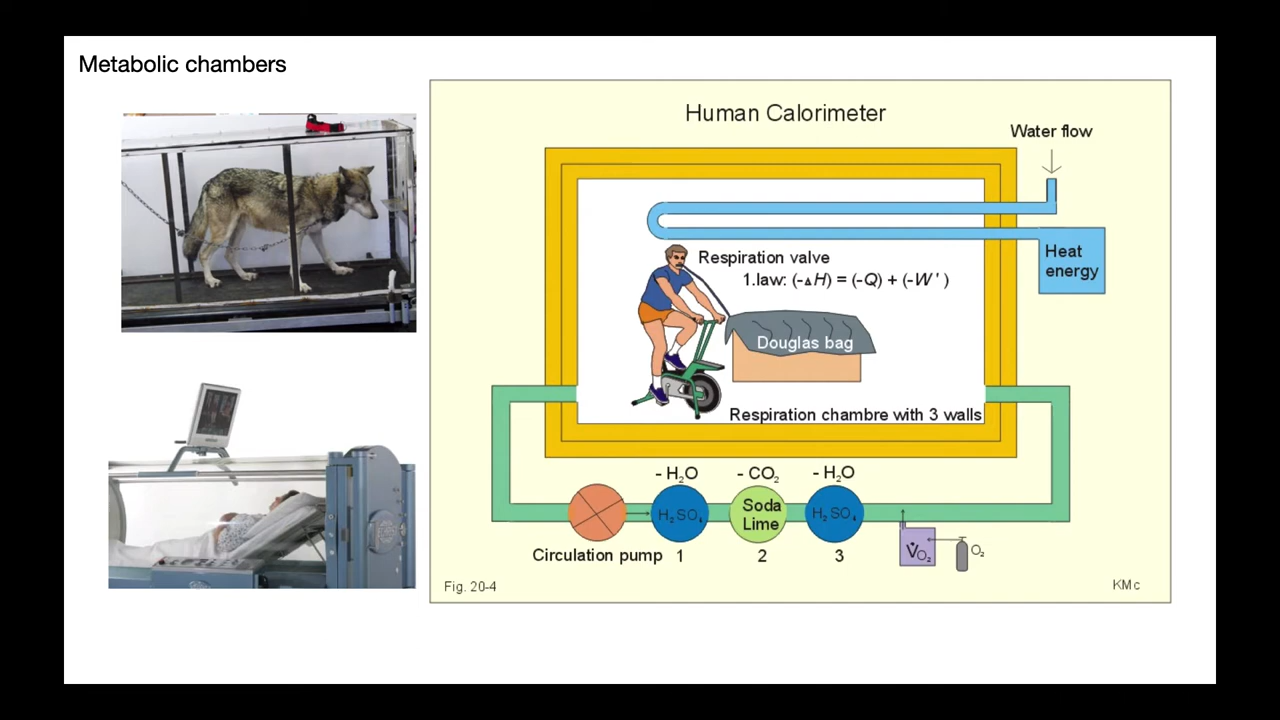 Metabolic chambers
Human Calorimeter
Water flow
Heat
energy
Respiration valve
1.law: (-▵H) = (-Q) + (-W ' )
Douglas bag
Respiration chambre with 3 walls
- H₂O
- CO₂
- H₂O
H₂SO₄
Soda
Lime
H₂SO₄
V̇O₂
O₂
Circulation pump
1
2
3
Fig. 20-4
KMc